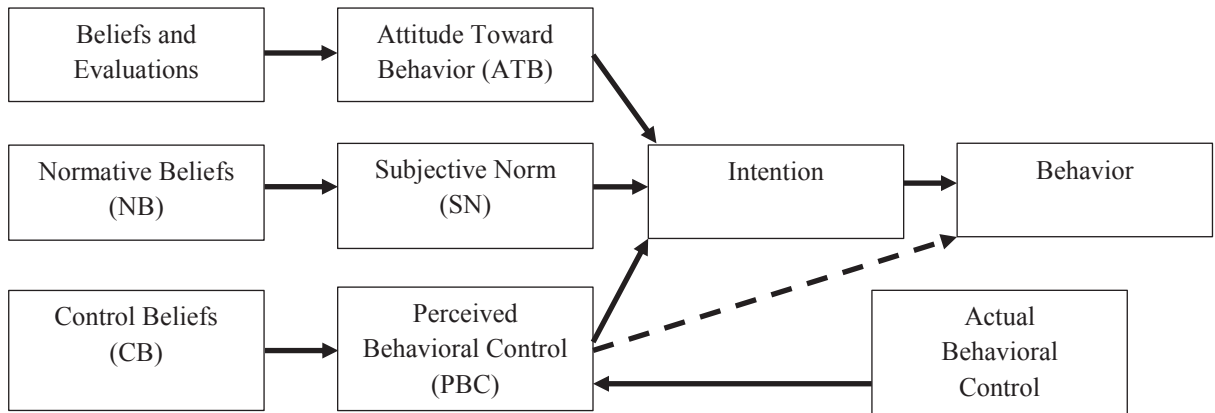 Beliefs and
Evaluations
Attitude Toward
Behavior (ATB)
Normative Beliefs
(NB)
Subjective Norm
(SN)
Intention
Behavior
Control Beliefs
(CB)
Perceived
Behavioral Control
(PBC)
Actual
Behavioral
Control